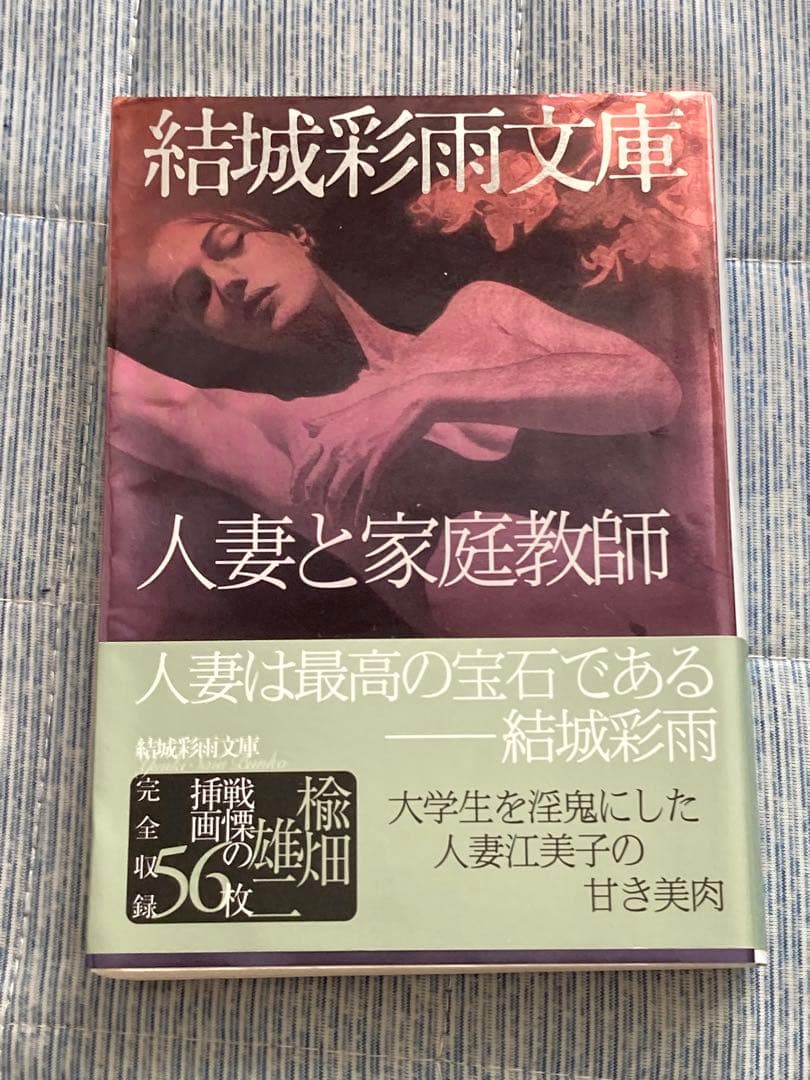 結城彩雨文庫
人妻と家庭教師
人妻は最高の宝石である
――結城彩雨
結城彩雨文庫
Yuuki Saiu Bunko
楡畑
雄二
戦慄の
挿画
56枚
完全収録
大学生を淫鬼にした
人妻江美子の
甘き美肉